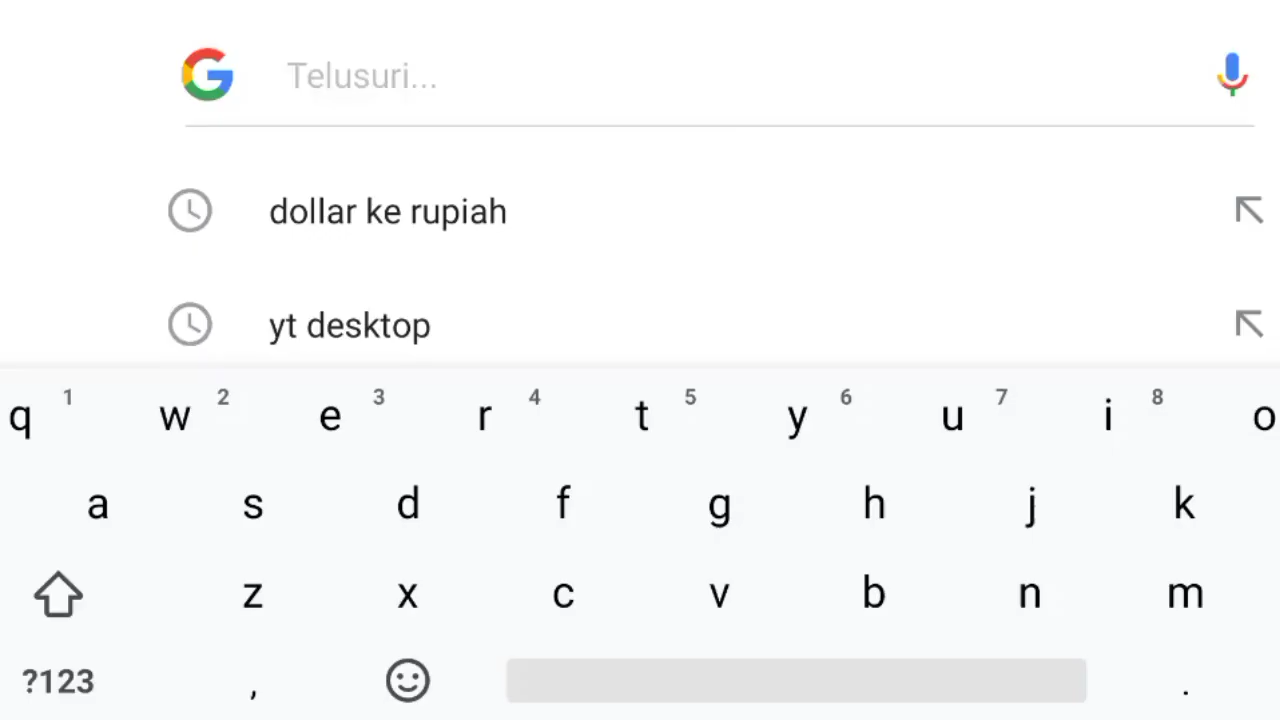 G Telusuri...
dollar ke rupiah
yt desktop
q 1 w 2 e 3 r 4 t 5 y 6 u 7 i 8 o
a s d f g h j k
z x c v b n m
?123 , .